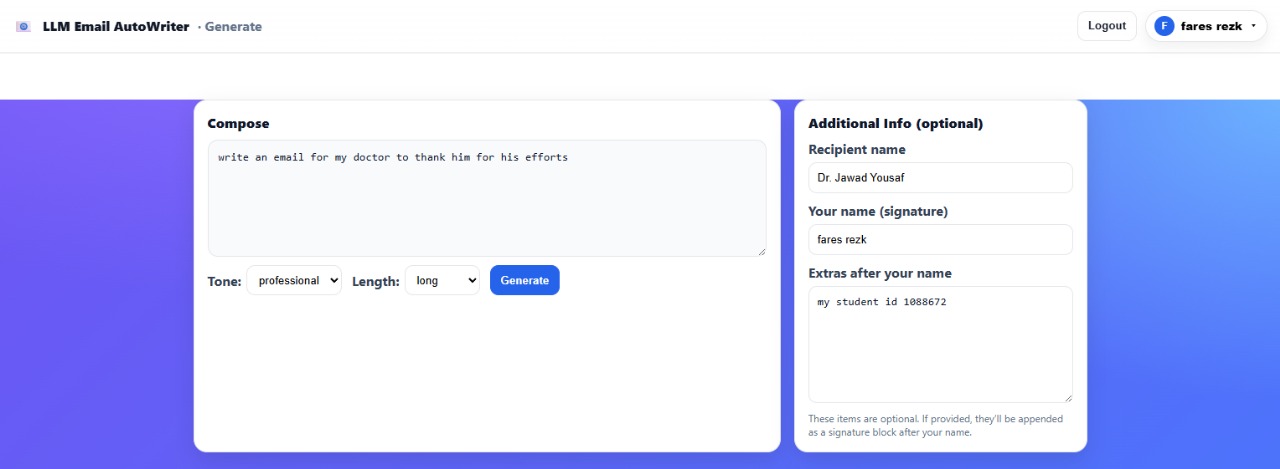 LLM Email AutoWriter · Generate
Logout
F fares rezk
Compose
write an email for my doctor to thank him for his efforts
Tone: professional Length: long Generate
Additional Info (optional)
Recipient name
Dr. Jawad Yousaf
Your name (signature)
fares rezk
Extras after your name
my student id 1088672
These items are optional. If provided, they'll be appended
as a signature block after your name.